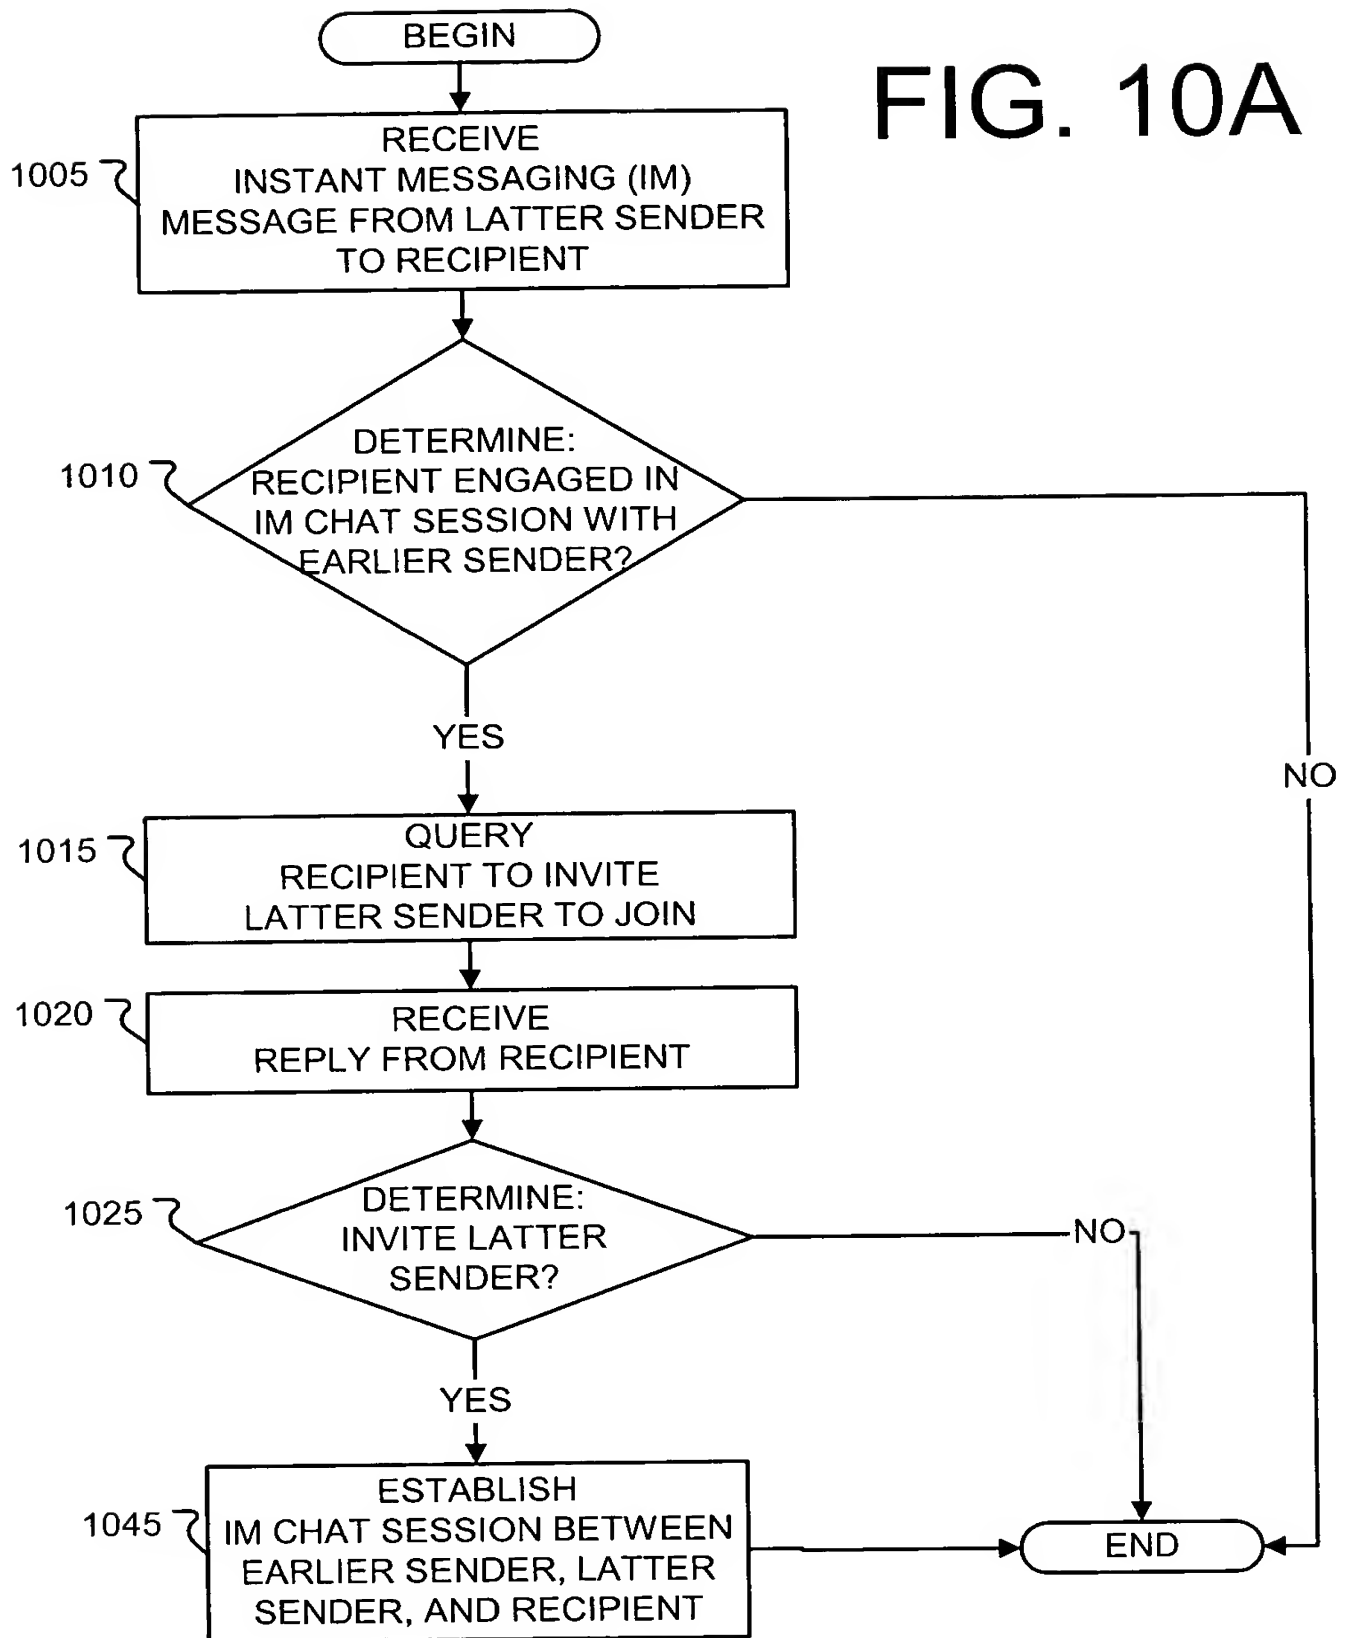 BEGIN
FIG. 10A
1005
RECEIVE
INSTANT MESSAGING (IM)
MESSAGE FROM LATTER SENDER
TO RECIPIENT
1010
DETERMINE:
RECIPIENT ENGAGED IN
IM CHAT SESSION WITH
EARLIER SENDER?
YES
NO
1015
QUERY
RECIPIENT TO INVITE
LATTER SENDER TO JOIN
1020
RECEIVE
REPLY FROM RECIPIENT
1025
DETERMINE:
INVITE LATTER
SENDER?
NO
YES
1045
ESTABLISH
IM CHAT SESSION BETWEEN
EARLIER SENDER, LATTER
SENDER, AND RECIPIENT
END